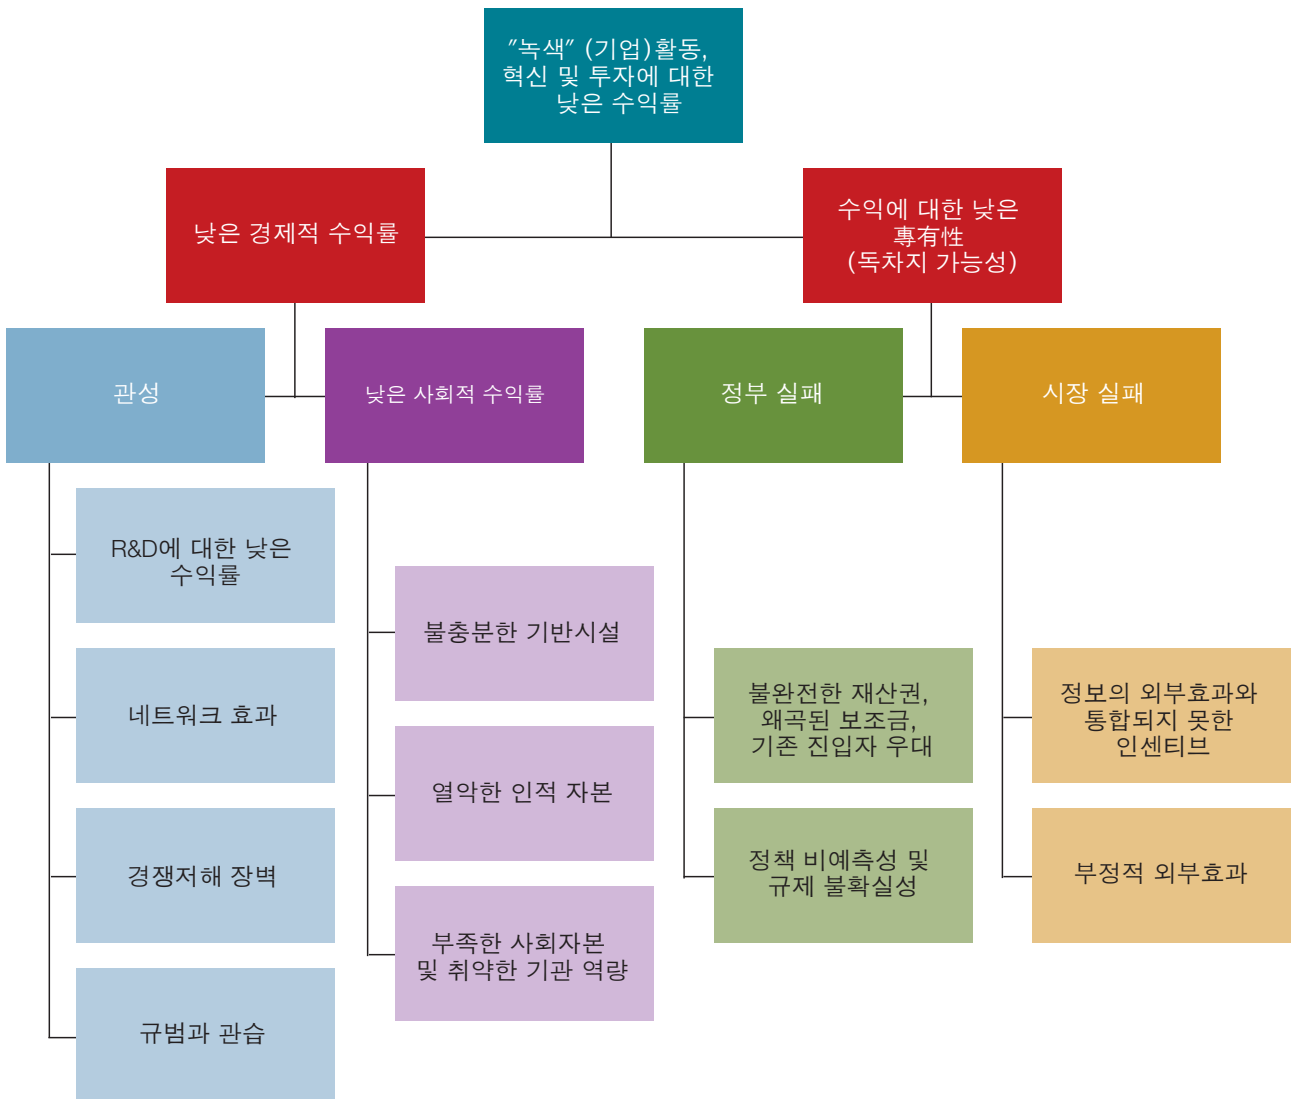 "녹색" (기업)활동,
혁신 및 투자에 대한
낮은 수익률
낮은 경제적 수익률
수익에 대한 낮은
專有性
(독차지 가능성)
관성
낮은 사회적 수익률
정부 실패
시장 실패
R&D에 대한 낮은
수익률
네트워크 효과
경쟁저해 장벽
규범과 관습
불충분한 기반시설
열악한 인적 자본
부족한 사회자본
및 취약한 기관 역량
불완전한 재산권,
왜곡된 보조금,
기존 진입자 우대
정책 비예측성 및
규제 불확실성
정보의 외부효과와
통합되지 못한
인센티브
부정적 외부효과